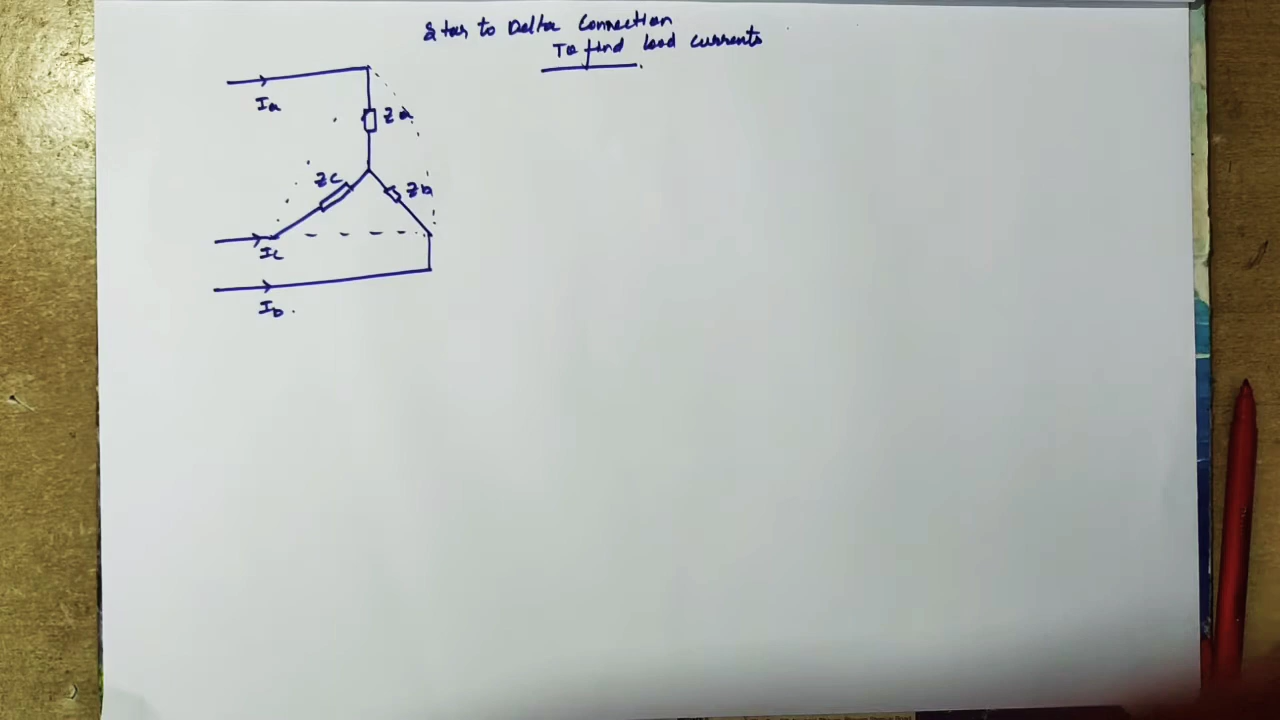 Star to Delta Connection
To find load currents
Ia
Za
Zc
Zb
Ic
Ib